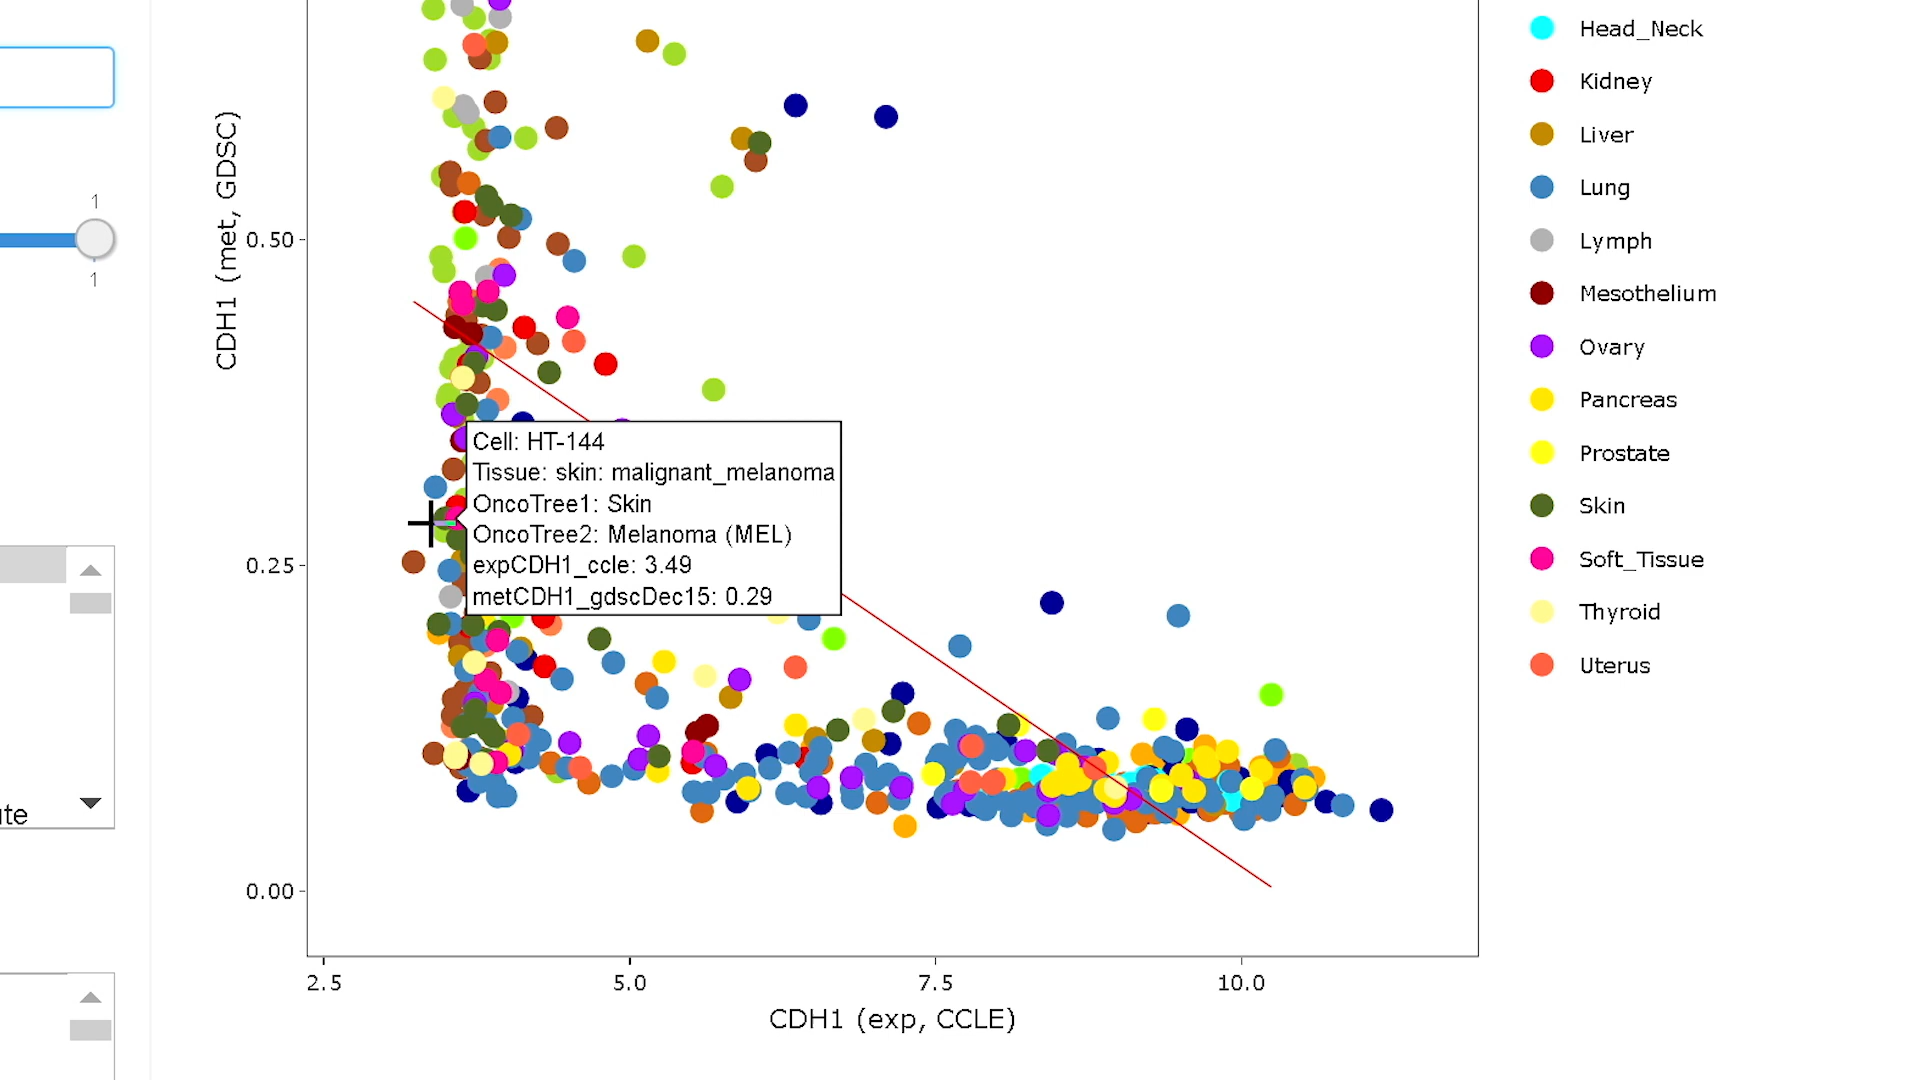 1
1
ute
CDH1 (met, GDSC)
0.50
0.25
0.00
Cell: HT-144
Tissue: skin: malignant_melanoma
OncoTree1: Skin
OncoTree2: Melanoma (MEL)
expCDH1_ccle: 3.49
metCDH1_gdscDec15: 0.29
2.5 5.0 7.5 10.0
CDH1 (exp, CCLE)
Head_Neck
Kidney
Liver
Lung
Lymph
Mesothelium
Ovary
Pancreas
Prostate
Skin
Soft_Tissue
Thyroid
Uterus